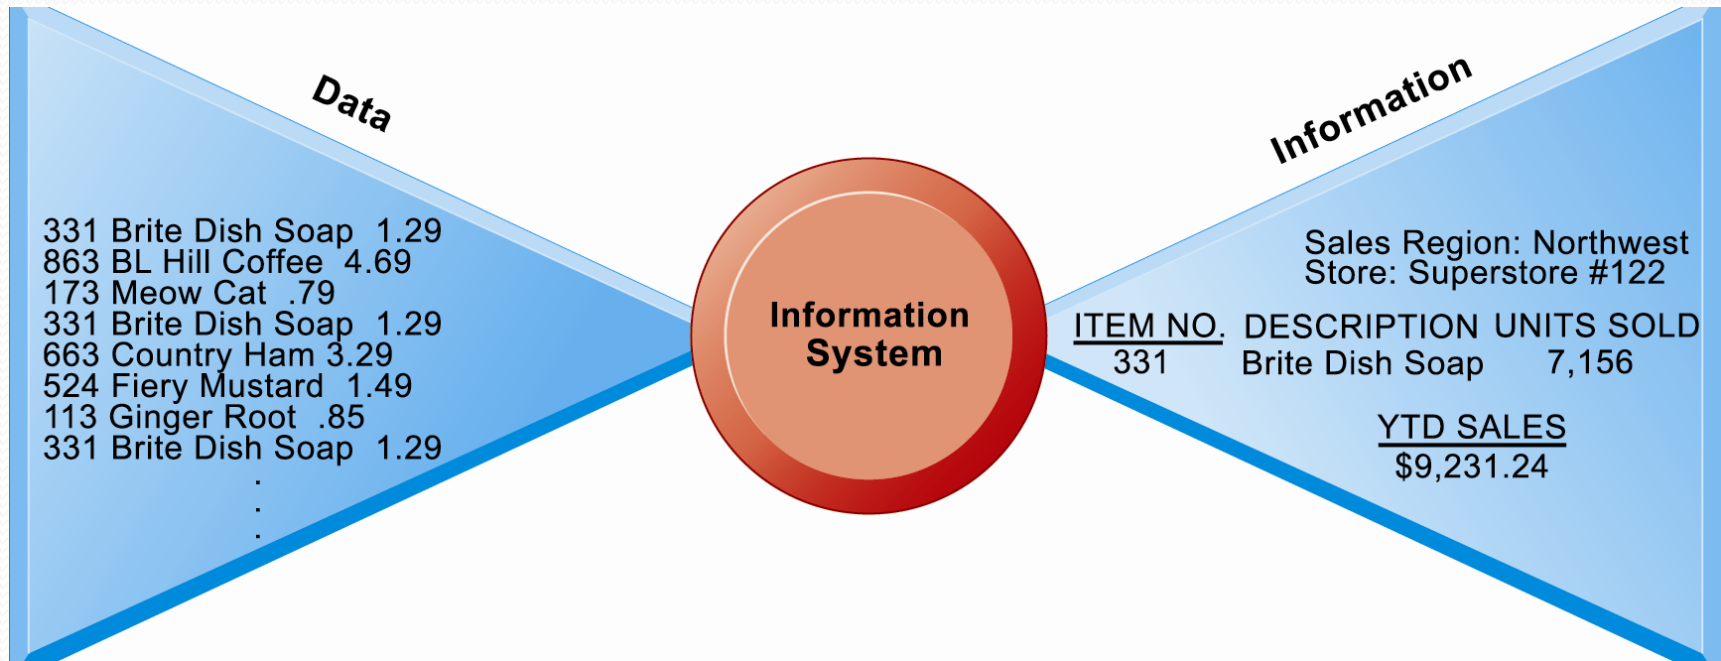 Data
331 Brite Dish Soap 1.29
863 BL Hill Coffee 4.69
173 Meow Cat .79
331 Brite Dish Soap 1.29
663 Country Ham 3.29
524 Fiery Mustard 1.49
113 Ginger Root .85
331 Brite Dish Soap 1.29
.
.
.
Information
System
Information
Sales Region: Northwest
Store: Superstore #122
ITEM NO. DESCRIPTION UNITS SOLD
331 Brite Dish Soap 7,156
YTD SALES
$9,231.24